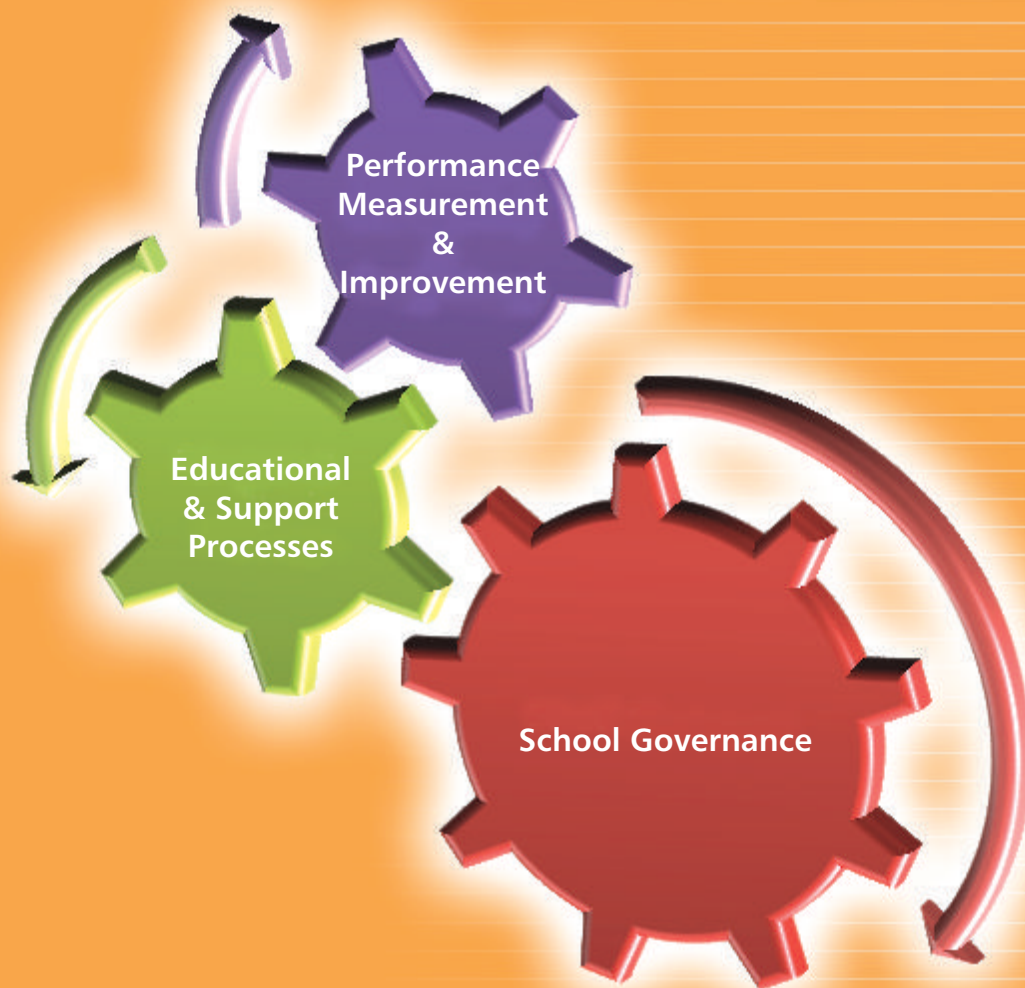 Performance
Measurement
&
Improvement
Educational
& Support
Processes
School Governance